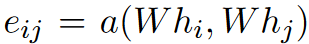 e_{ij} = a(Wh_i, Wh_j)